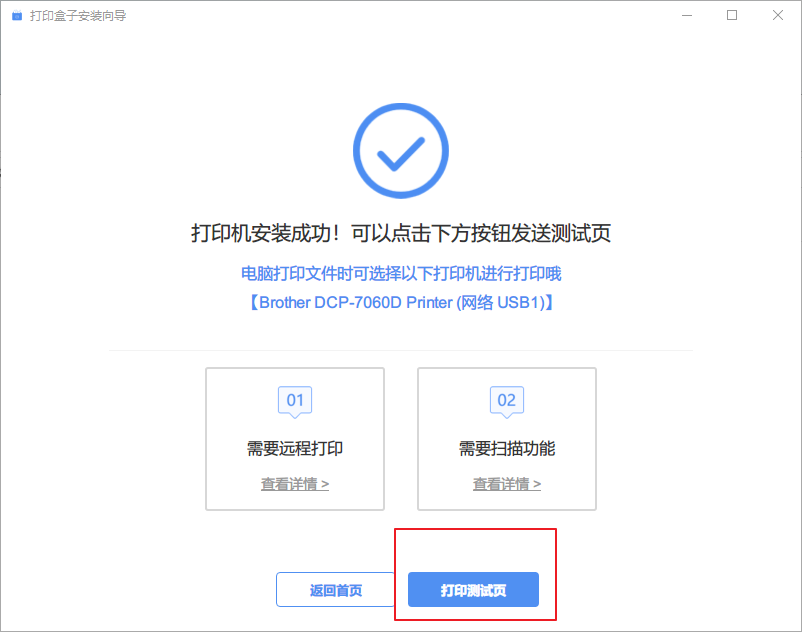 打印盒子安装向导
打印机安装成功！可以点击下方按钮发送测试页
电脑打印文件时可选择以下打印机进行打印哦
【Brother DCP-7060D Printer (网络 USB1)】
01
需要远程打印
查看详情 >
02
需要扫描功能
查看详情 >
返回首页
打印测试页